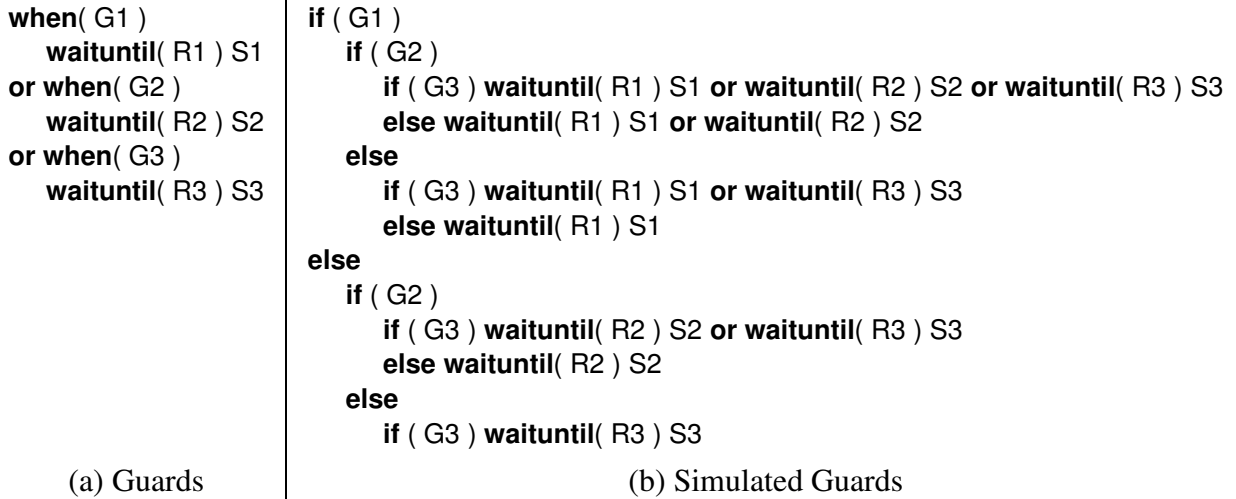 when( G1 )
waituntil( R1 ) S1
or when( G2 )
waituntil( R2 ) S2
or when( G3 )
waituntil( R3 ) S3
(a) Guards
if ( G1 )
if ( G2 )
if ( G3 ) waituntil( R1 ) S1 or waituntil( R2 ) S2 or waituntil( R3 ) S3
else waituntil( R1 ) S1 or waituntil( R2 ) S2
else
if ( G3 ) waituntil( R1 ) S1 or waituntil( R3 ) S3
else waituntil( R1 ) S1
else
if ( G2 )
if ( G3 ) waituntil( R2 ) S2 or waituntil( R3 ) S3
else waituntil( R2 ) S2
else
if ( G3 ) waituntil( R3 ) S3
(b) Simulated Guards